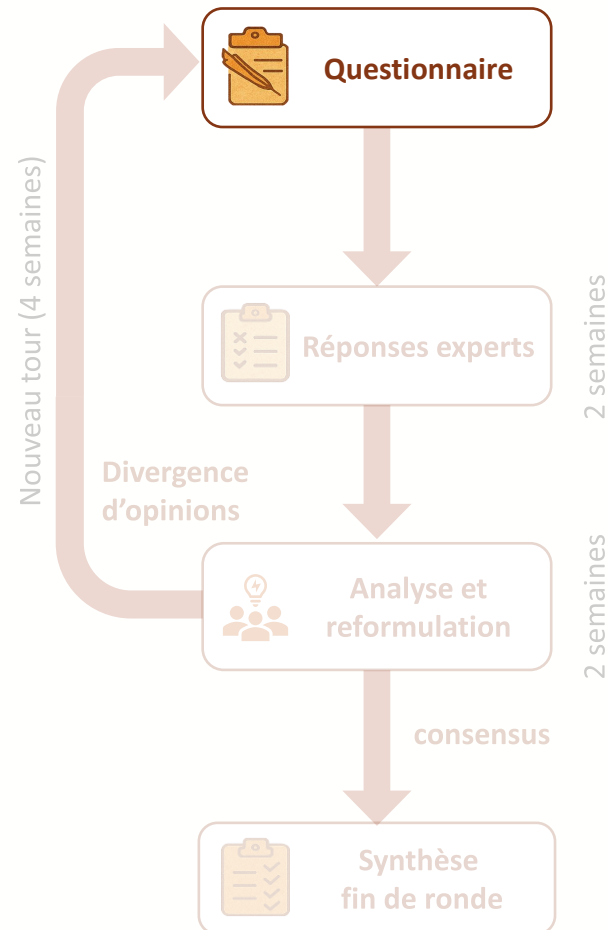 Questionnaire
Nouveau tour (4 semaines)
Réponses experts
2 semaines
Divergence
d’opinions
Analyse et
reformulation
2 semaines
consensus
Synthèse
fin de ronde